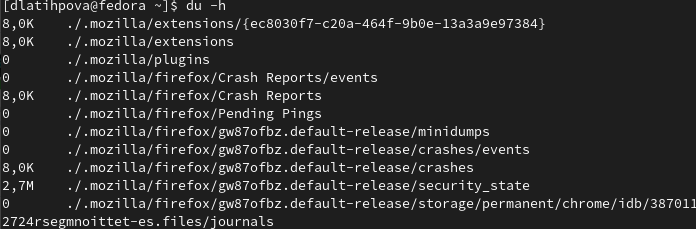 [dlatihpova@fedora ~]$ du -h
8,0K ./.mozilla/extensions/{ec8030f7-c20a-464f-9b0e-13a3a9e97384}
8,0K ./.mozilla/extensions
0 ./.mozilla/plugins
0 ./.mozilla/firefox/Crash Reports/events
8,0K ./.mozilla/firefox/Crash Reports
0 ./.mozilla/firefox/Pending Pings
0 ./.mozilla/firefox/gw87ofbz.default-release/minidumps
0 ./.mozilla/firefox/gw87ofbz.default-release/crashes/events
8,0K ./.mozilla/firefox/gw87ofbz.default-release/crashes
2,7M ./.mozilla/firefox/gw87ofbz.default-release/security_state
0 ./.mozilla/firefox/gw87ofbz.default-release/storage/permanent/chrome/idb/387011
2724rsegmnoittet-es.files/journals